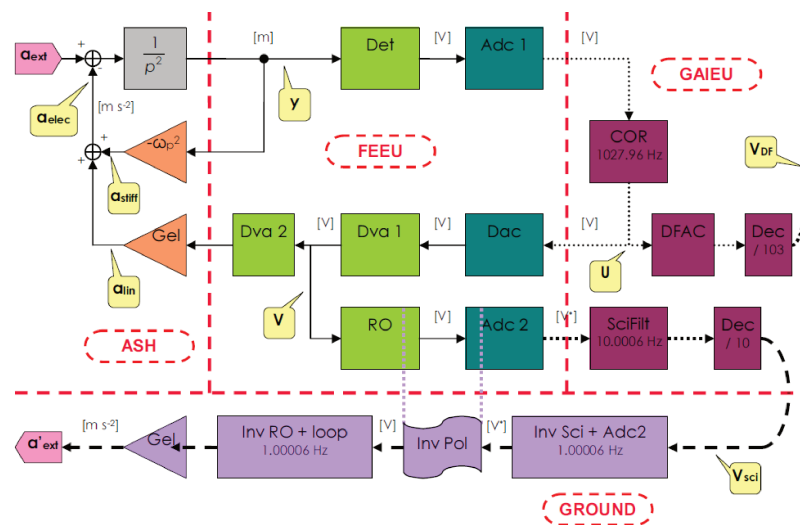 aext
+
-
1
p²
[m]
Det
[V]
Adc 1
[V]
GAIEU
aelec
[m s-2]
y
COR
1027.96 Hz
VDF
+
+
-ωp²
astiff
FEEU
Gel
Dva 2
[V]
Dva 1
[V]
Dac
[V]
DFAC
Dec
/ 103
U
alin
V
ASH
RO
[V]
Adc 2
[V*]
SciFilt
10.0006 Hz
Dec
/ 10
a'ext
[m s-2]
Gel
Inv RO + loop
1.00006 Hz
[V]
Inv Pol
[V*]
Inv Sci + Adc2
1.00006 Hz
Vsci
GROUND